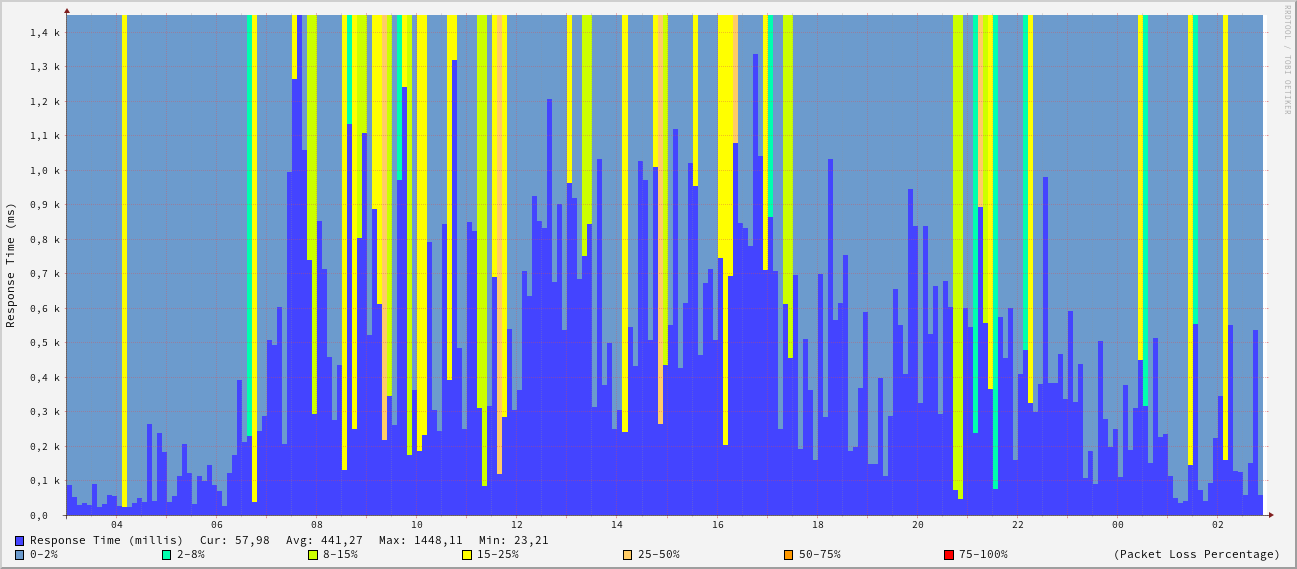 RRDTOOL / TOBI OETIKER
Response Time (ms)
1,4 k
1,3 k
1,2 k
1,1 k
1,0 k
0,9 k
0,8 k
0,7 k
0,6 k
0,5 k
0,4 k
0,3 k
0,2 k
0,1 k
0,0
04 06 08 10 12 14 16 18 20 22 00 02
Response Time (millis) Cur: 57,98 Avg: 441,27 Max: 1448,11 Min: 23,21
0-2% 2-8% 8-15% 15-25% 25-50% 50-75% 75-100% (Packet Loss Percentage)